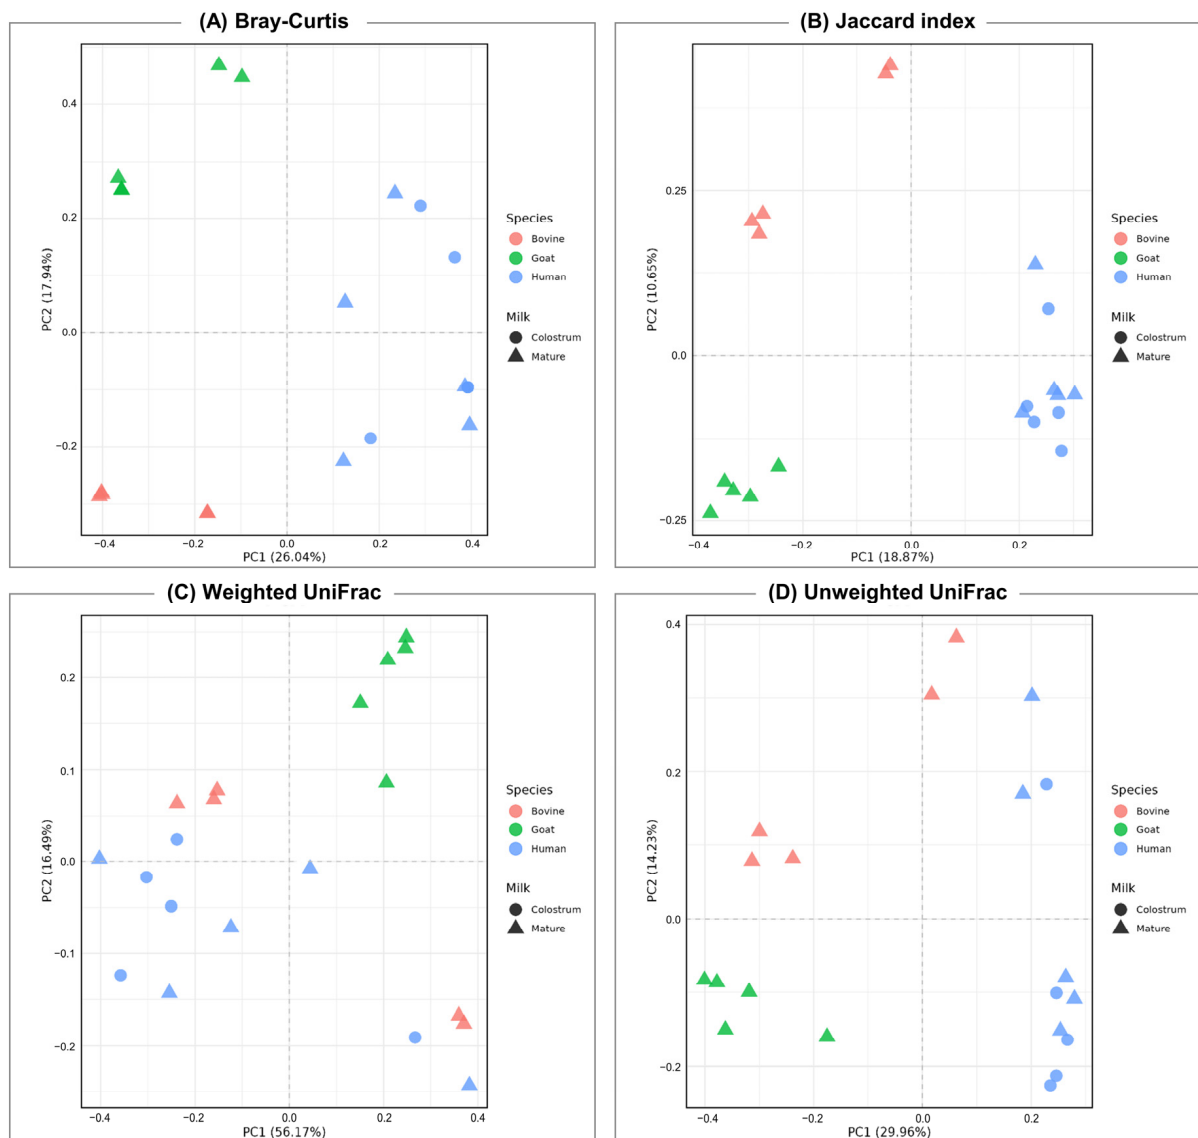 (A) Bray-Curtis
0.4
0.2
0.0
−0.2
PC2 (17.94%)
−0.4
−0.2
0.0
0.2
0.4
PC1 (26.04%)
Species
Bovine
Goat
Human
Milk
Colostrum
Mature
(B) Jaccard index
0.25
0.0
−0.25
PC2 (10.65%)
−0.4
−0.2
0.0
0.2
PC1 (18.87%)
Species
Bovine
Goat
Human
Milk
Colostrum
Mature
(C) Weighted UniFrac
0.2
0.1
0.0
−0.1
−0.2
PC2 (16.49%)
−0.4
−0.2
0.0
0.2
0.4
PC1 (56.17%)
Species
Bovine
Goat
Human
Milk
Colostrum
Mature
(D) Unweighted UniFrac
0.4
0.2
0.0
−0.2
PC2 (14.23%)
−0.4
−0.2
0.0
0.2
PC1 (29.96%)
Species
Bovine
Goat
Human
Milk
Colostrum
Mature